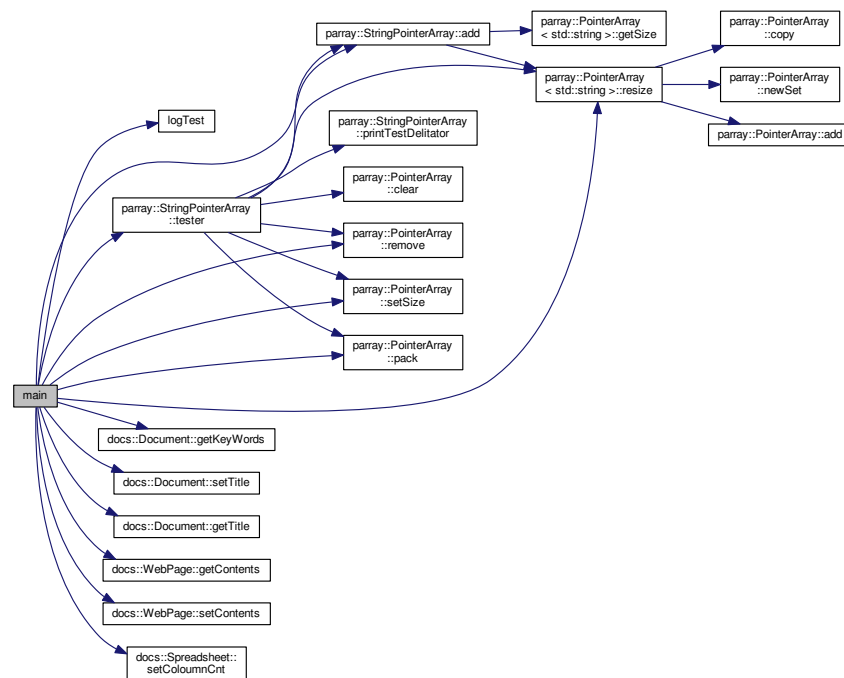 parray::StringPointerArray::add
parray::PointerArray
< std::string >::getSize
parray::PointerArray
::copy
parray::PointerArray
< std::string >::resize
parray::PointerArray
::newSet
parray::PointerArray::add
logTest
parray::StringPointerArray
::printTestDelitator
parray::PointerArray
::clear
parray::StringPointerArray
::tester
parray::PointerArray
::remove
parray::PointerArray
::setSize
parray::PointerArray
::pack
main
docs::Document::getKeyWords
docs::Document::setTitle
docs::Document::getTitle
docs::WebPage::getContents
docs::WebPage::setContents
docs::Spreadsheet::
setColoumnCnt